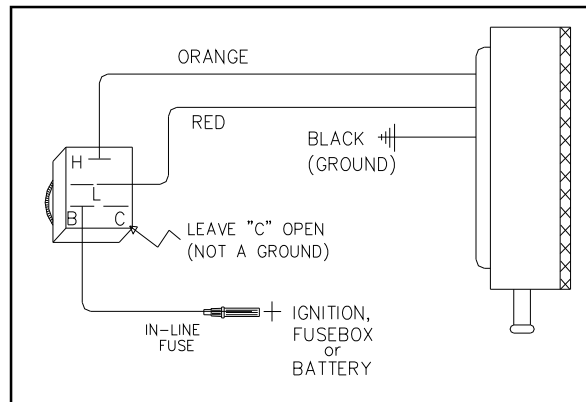 ORANGE
RED
H
L
B C
BLACK
(GROUND)
LEAVE "C" OPEN
(NOT A GROUND)
IN-LINE
FUSE
+ IGNITION,
FUSEBOX
or
BATTERY